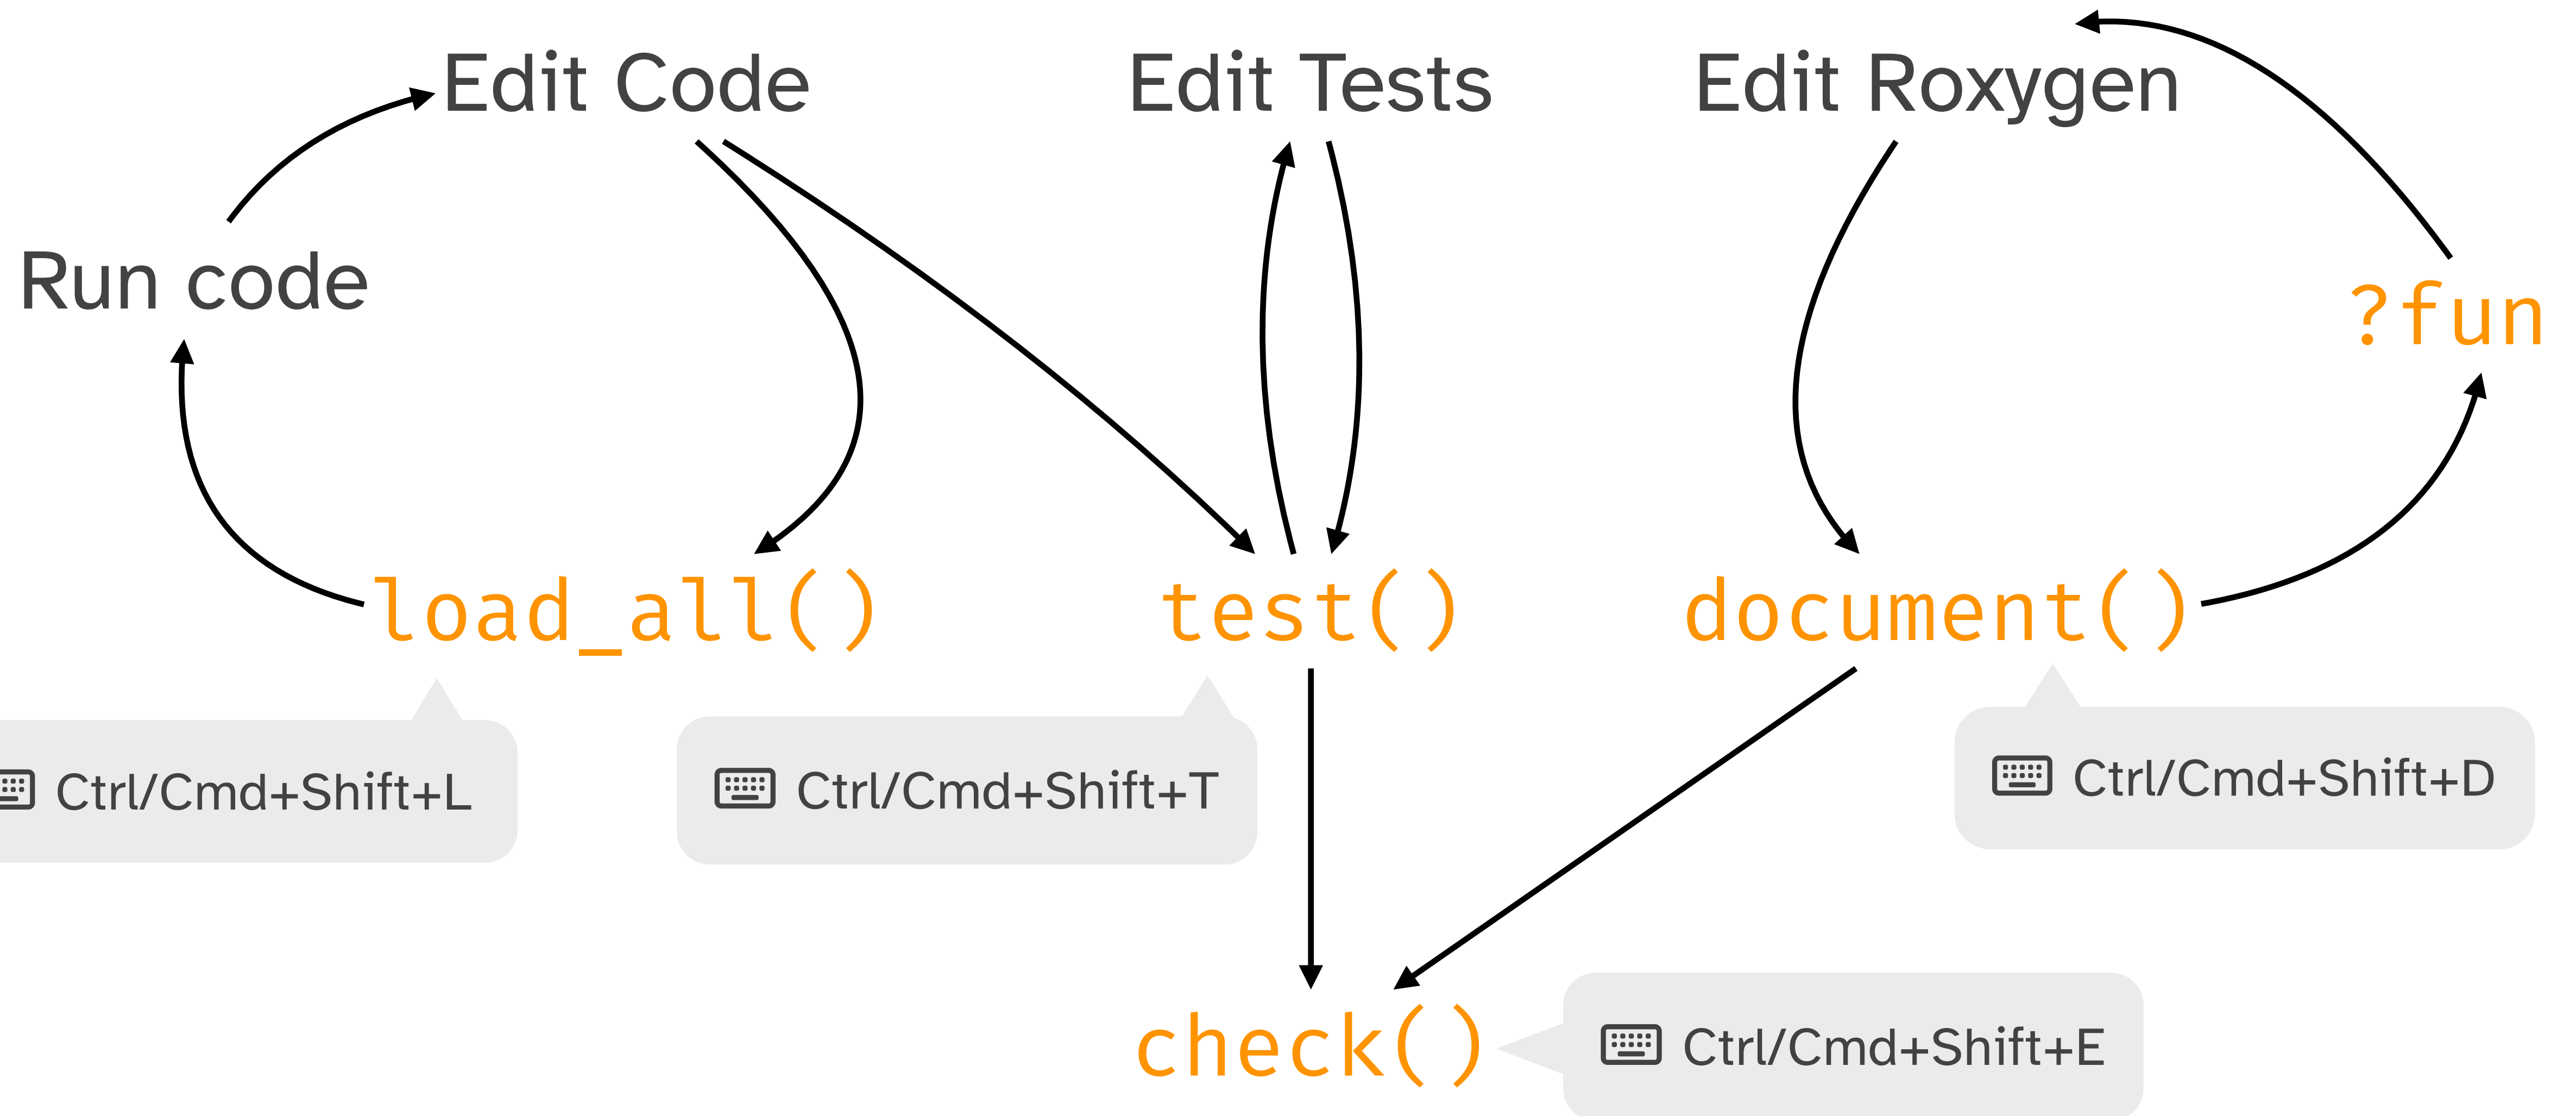 Edit Code
Edit Tests
Edit Roxygen
Run code
?fun
load_all()
test()
document()
Ctrl/Cmd+Shift+L
Ctrl/Cmd+Shift+T
Ctrl/Cmd+Shift+D
check()
Ctrl/Cmd+Shift+E